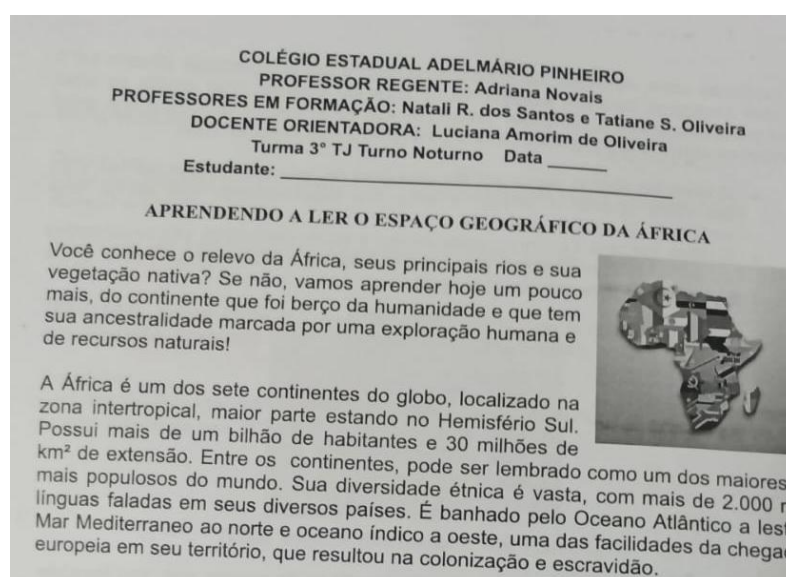 COLÉGIO ESTADUAL ADELMÁRIO PINHEIRO
PROFESSOR REGENTE: Adriana Novais
PROFESSORES EM FORMAÇÃO: Natali R. dos Santos e Tatiane S. Oliveira
DOCENTE ORIENTADORA: Luciana Amorim de Oliveira
Turma 3° TJ Turno Noturno Data ______
Estudante: ______
APRENDENDO A LER O ESPAÇO GEOGRÁFICO DA ÁFRICA
Você conhece o relevo da África, seus principais rios e sua
vegetação nativa? Se não, vamos aprender hoje um pouco
mais, do continente que foi berço da humanidade e que tem
sua ancestralidade marcada por uma exploração humana e
de recursos naturais!
A África é um dos sete continentes do globo, localizado na
zona intertropical, maior parte estando no Hemisfério Sul.
Possui mais de um bilhão de habitantes e 30 milhões de
km² de extensão. Entre os continentes, pode ser lembrado como um dos maiores
mais populosos do mundo. Sua diversidade étnica é vasta, com mais de 2.000
línguas faladas em seus diversos países. É banhado pelo Oceano Atlântico a
Mar Mediterraneo ao norte e oceano índico a oeste, uma das facilidades da
europeia em seu território, que resultou na colonização e escravidão.